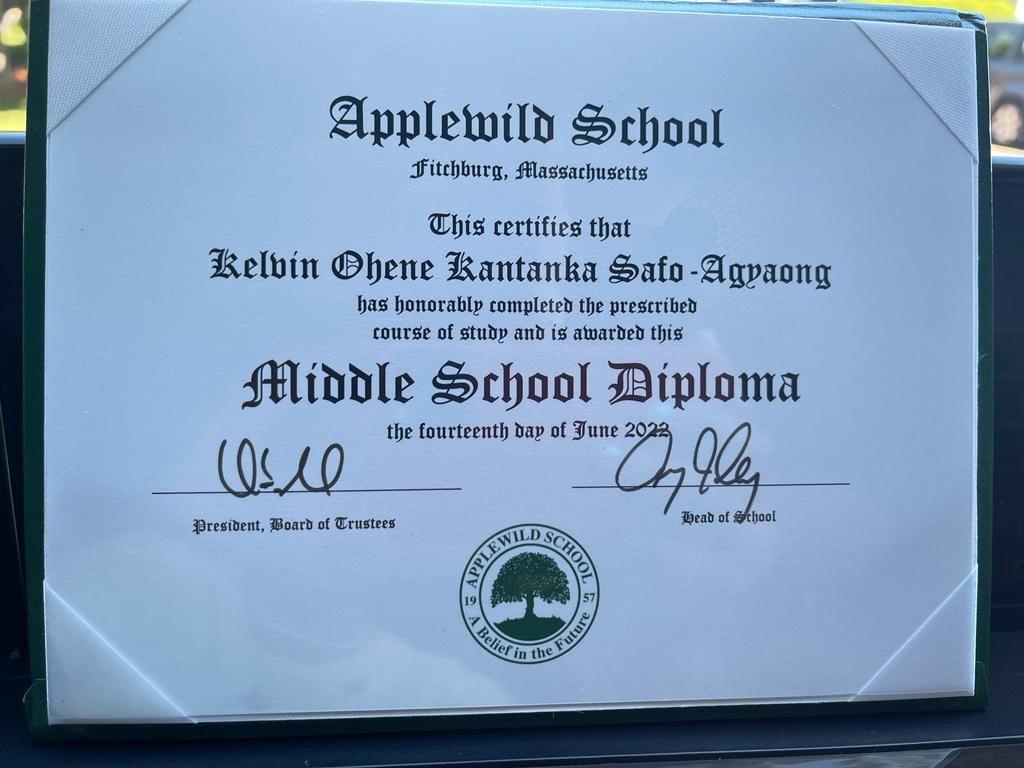 Applewild School
Fitchburg, Massachusetts
This certifies that
Kelvin Ohene Kantanka Safo-Agyaong
has honorably completed the prescribed
course of study and is awarded this
Middle School Diploma
the fourteenth day of June 2022
President, Board of Trustees
Head of School
APPLEWILD SCHOOL
19 57
A Belief in the Future